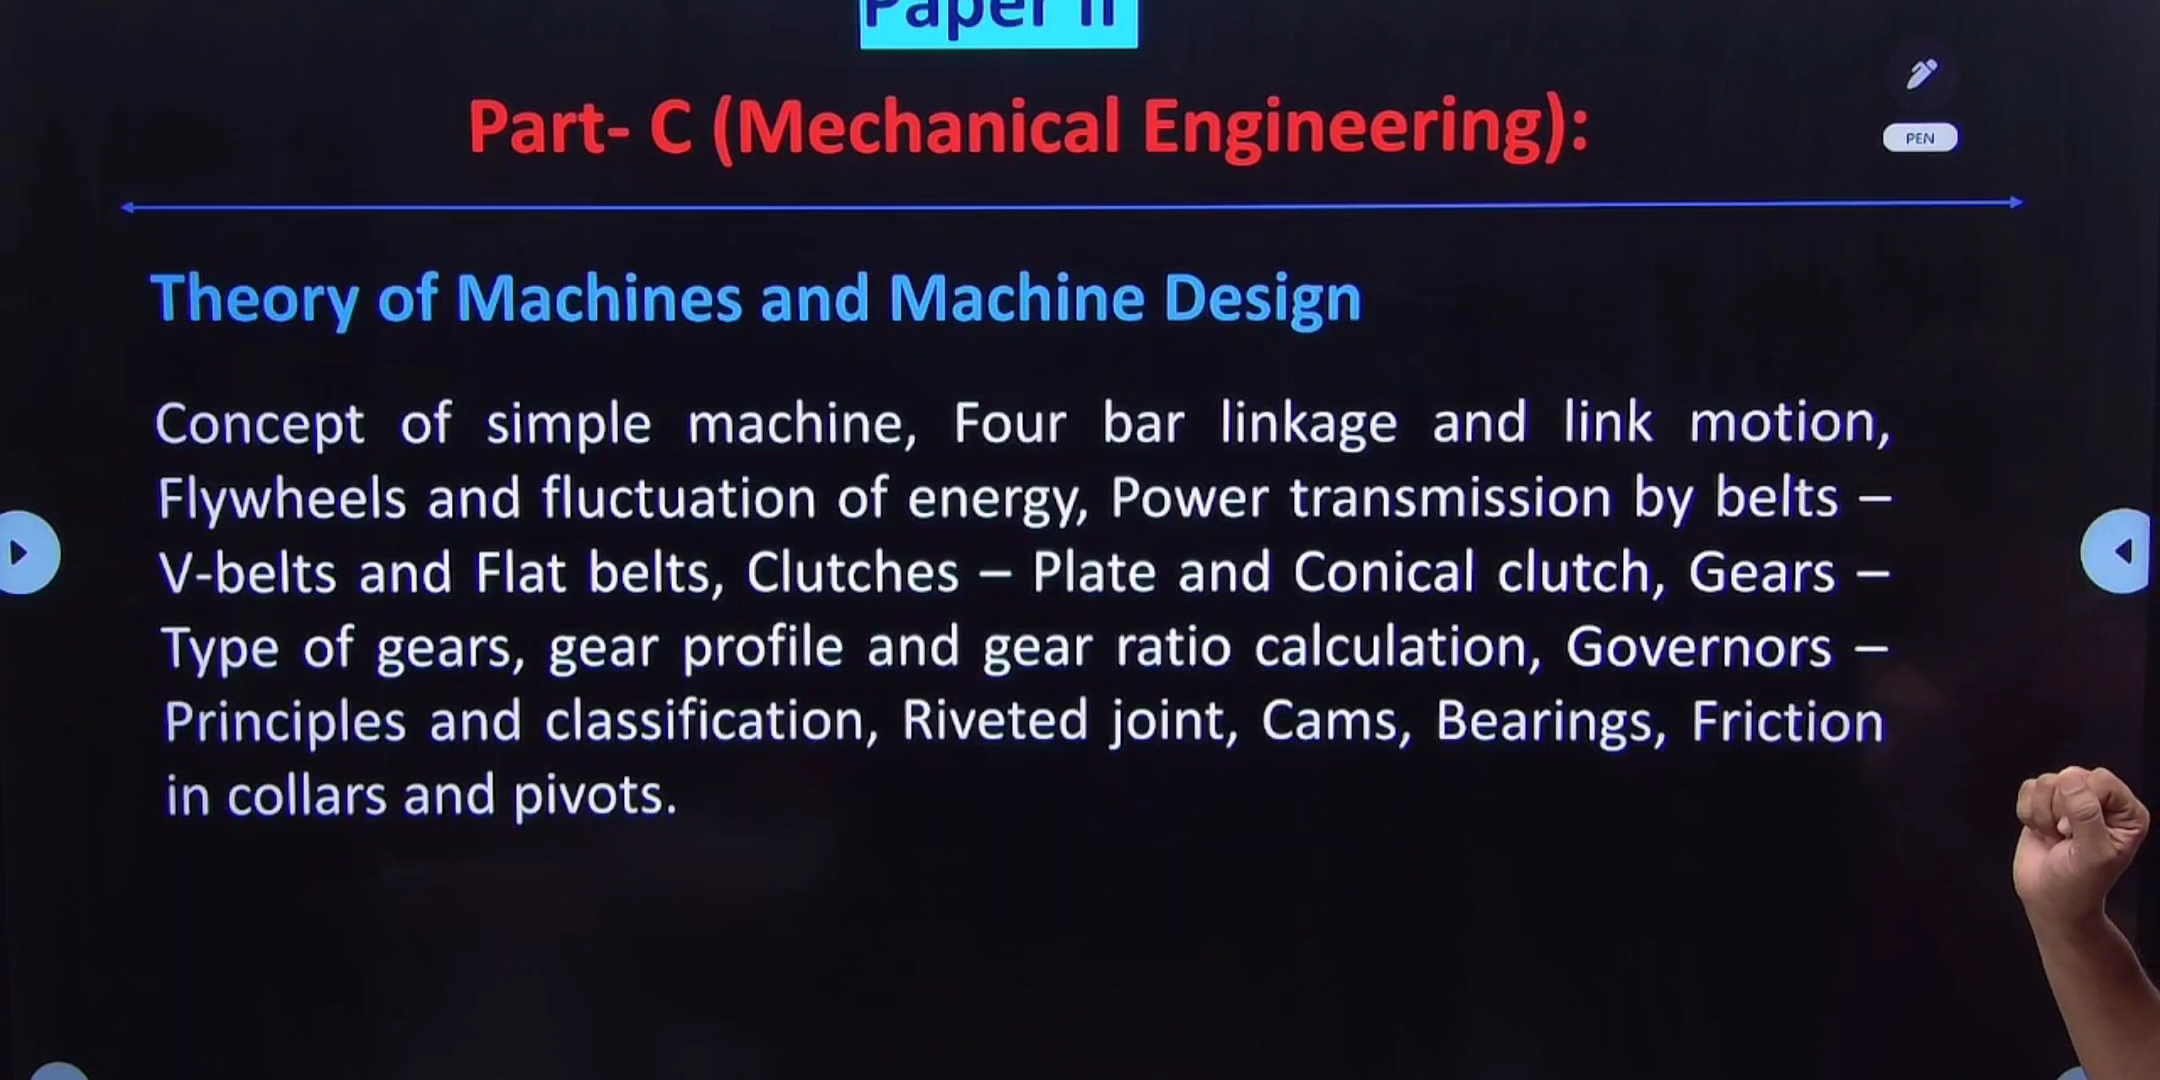 Paper II
Part- C (Mechanical Engineering):
PEN
Theory of Machines and Machine Design
Concept of simple machine, Four bar linkage and link motion,
Flywheels and fluctuation of energy, Power transmission by belts –
V-belts and Flat belts, Clutches – Plate and Conical clutch, Gears –
Type of gears, gear profile and gear ratio calculation, Governors –
Principles and classification, Riveted joint, Cams, Bearings, Friction
in collars and pivots.